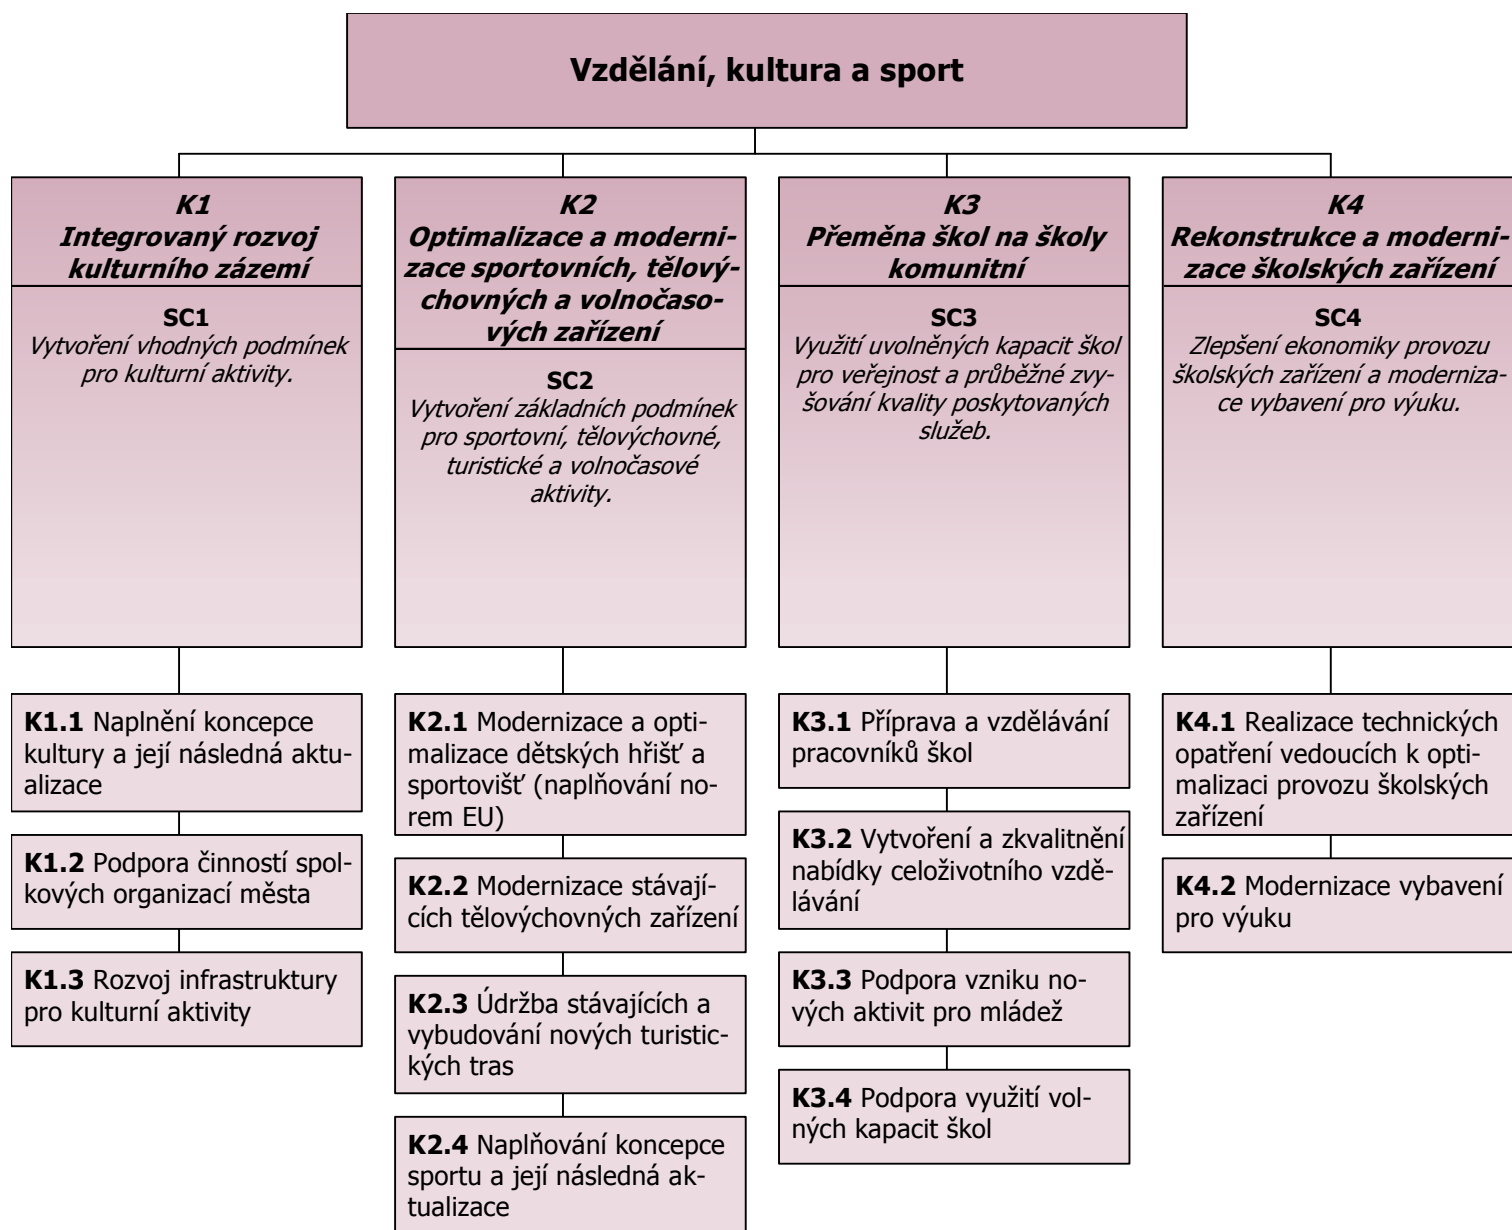 Vzdělání, kultura a sport
K1
Integrovaný rozvoj
kulturního zázemí
SC1
Vytvoření vhodných podmínek
pro kulturní aktivity.
K1.1 Naplnění koncepce
kultury a její následná aktu-
alizace
K1.2 Podpora činností spol-
kových organizací města
K1.3 Rozvoj infrastruktury
pro kulturní aktivity
K2
Optimalizace a moderni-
zace sportovních, tělový-
chovných a volnočaso-
vých zařízení
SC2
Vytvoření základních podmínek
pro sportovní, tělovýchovné,
turistické a volnočasové
aktivity.
K2.1 Modernizace a opti-
malizace dětských hřišť a
sportovišť (naplňování no-
rem EU)
K2.2 Modernizace stávají-
cích tělovýchovných zařízení
K2.3 Údržba stávajících a
vybudování nových turistic-
kých tras
K2.4 Naplňování koncepce
sportu a její následná ak-
tualizace
K3
Přeměna škol na školy
komunitní
SC3
Využití uvolněných kapacit škol
pro veřejnost a průběžné zvy-
šování kvality poskytovaných
služeb.
K3.1 Příprava a vzdělávání
pracovníků škol
K3.2 Vytvoření a zkvalitnění
nabídky celoživotního vzdě-
lávání
K3.3 Podpora vzniku no-
vých aktivit pro mládež
K3.4 Podpora využití vol-
ných kapacit škol
K4
Rekonstrukce a moderni-
zace školských zařízení
SC4
Zlepšení ekonomiky provozu
školských zařízení a moderniza-
ce vybavení pro výuku.
K4.1 Realizace technických
opatření vedoucích k opti-
malizaci provozu školských
zařízení
K4.2 Modernizace vybavení
pro výuku